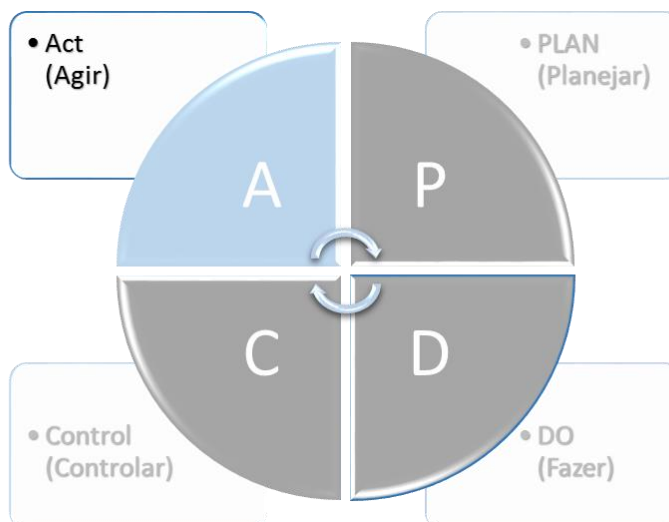 • Act
(Agir)
• PLAN
(Planejar)
A
P
C
D
• Control
(Controlar)
• DO
(Fazer)